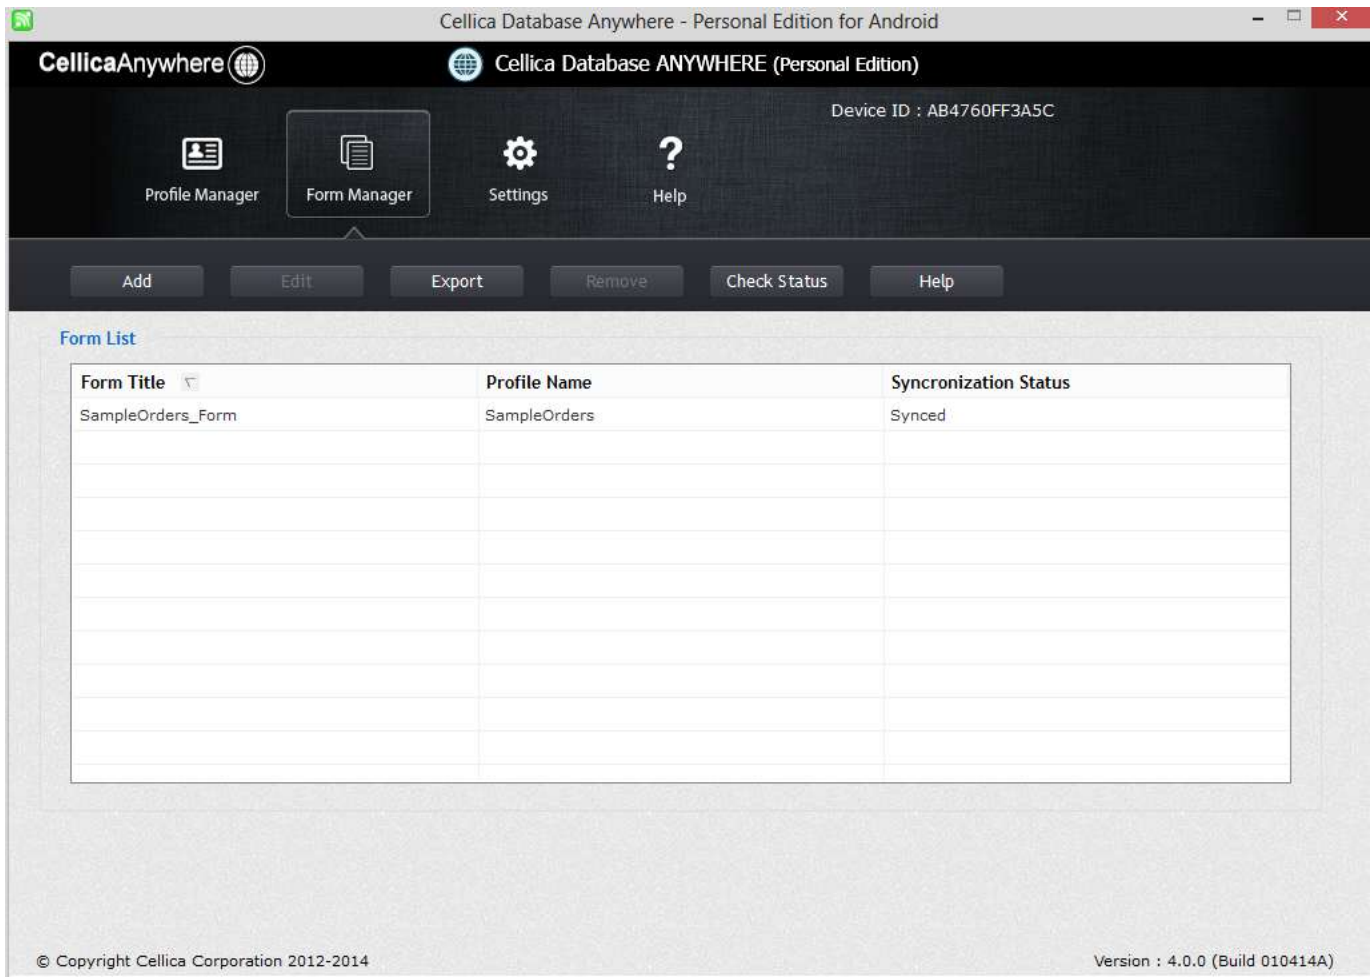 Cellica Database Anywhere - Personal Edition for Android
CellicaAnywhere
Cellica Database ANYWHERE (Personal Edition)
Device ID : AB4760FF3A5C
Profile Manager
Form Manager
Settings
?
Help
Add
Edit
Export
Remove
Check Status
Help
Form List
Form Title
Profile Name
Syncronization Status
SampleOrders_Form
SampleOrders
Synced
© Copyright Cellica Corporation 2012-2014
Version : 4.0.0 (Build 010414A)